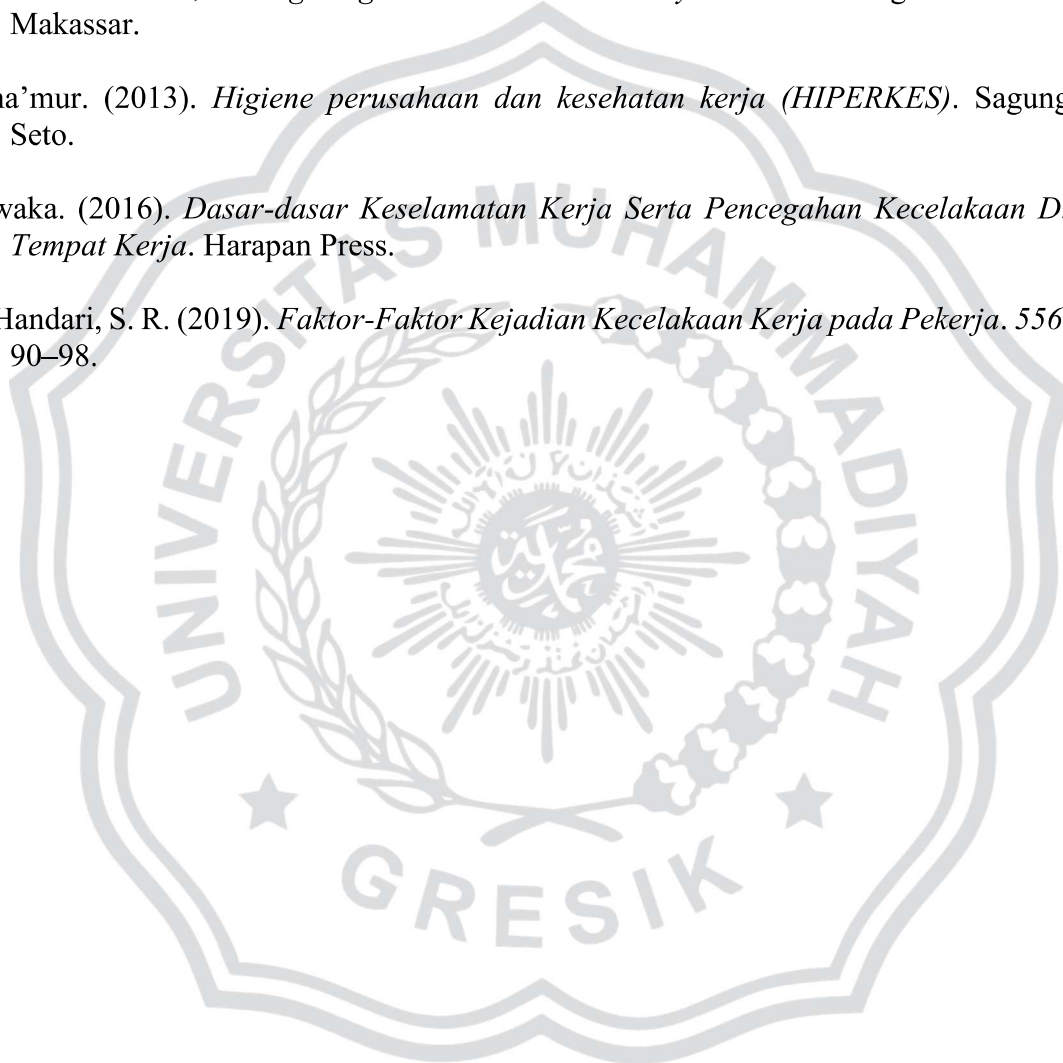 Makassar.
na’mur. (2013). Higiene perusahaan dan kesehatan kerja (HIPERKES). Sagung
Seto.
waka. (2016). Dasar-dasar Keselamatan Kerja Serta Pencegahan Kecelakaan
Tempat Kerja. Harapan Press.
Handari, S. R. (2019). Faktor-Faktor Kejadian Kecelakaan Kerja pada Pekerja. 556
90–98.
UNIVERSITAS MUHAMMADIYAH
GRESIK